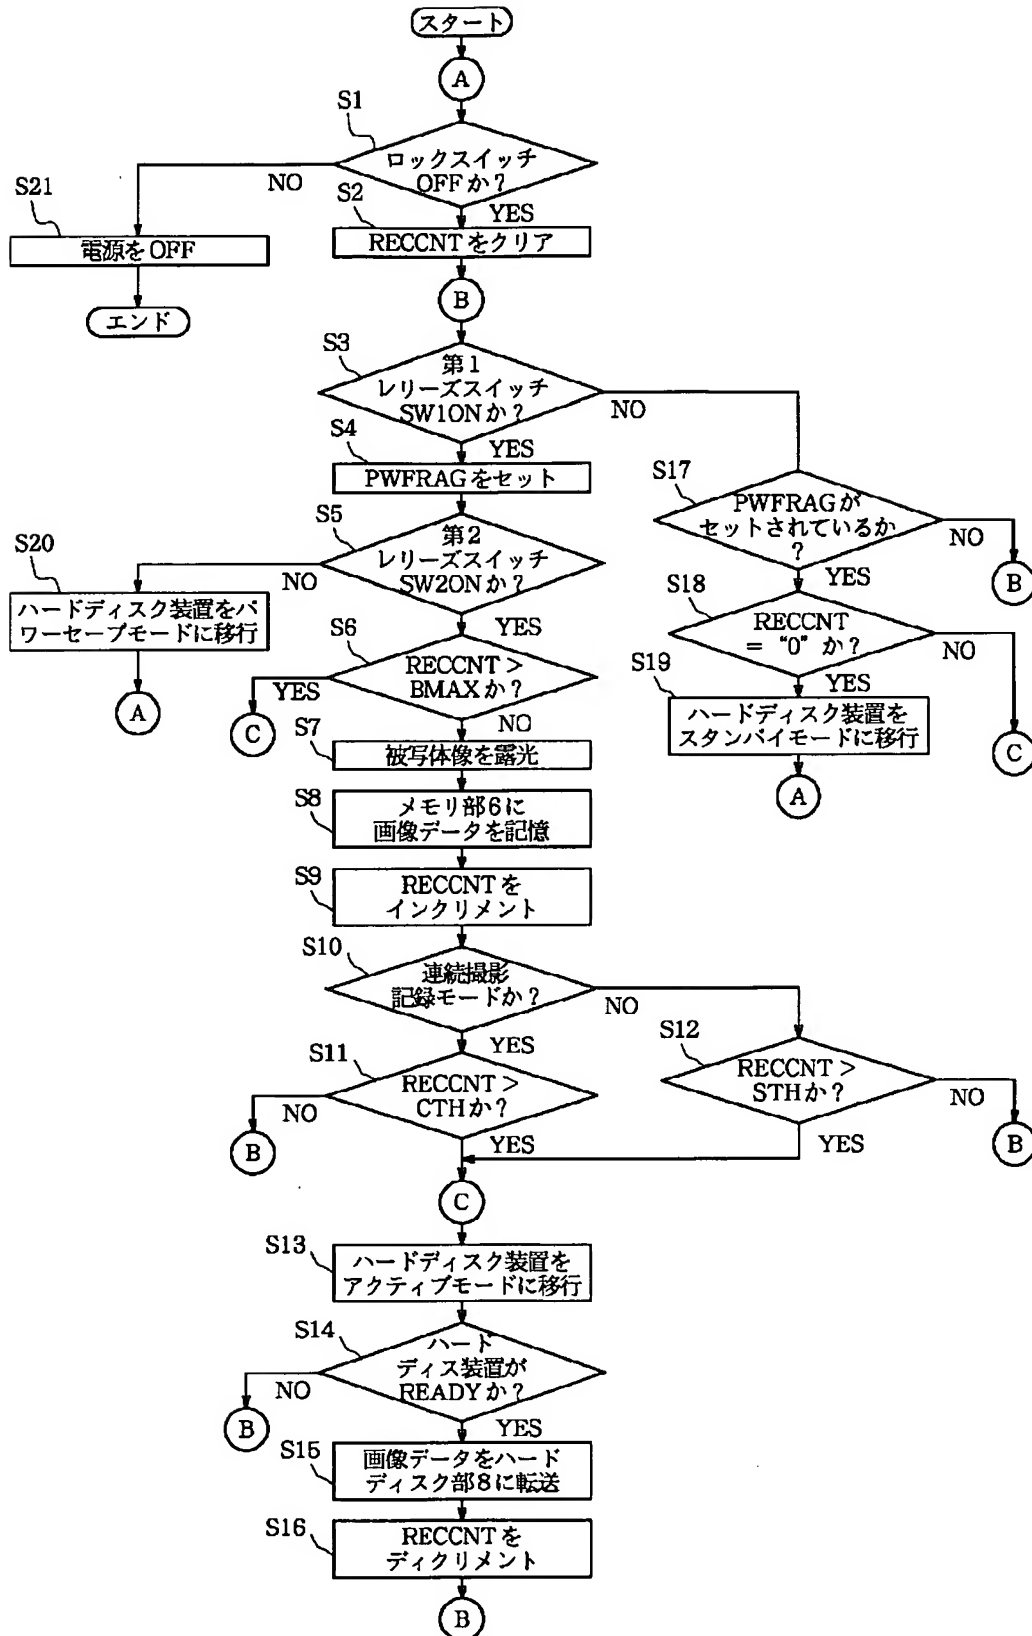 スタート
A
S1
ロックスイッチ
OFFか?
NO
YES
S21
電源をOFF
エンド
S2
RECCNTをクリア
B
S3
第1
レリーズスイッチ
SW1ONか?
NO
YES
S4
PWFRAGをセット
S17
PWFRAGが
セットされているか
?
NO
B
YES
S5
第2
レリーズスイッチ
SW2ONか?
NO
YES
S20
ハードディスク装置をパ
ワーセーブモードに移行
A
S18
RECCNT
= "0" か?
NO
C
YES
S6
RECCNT >
BMAXか?
YES
C
NO
S19
ハードディスク装置を
スタンバイモードに移行
A
S7
被写体像を露光
S8
メモリ部6に
画像データを記憶
S9
RECCNTを
インクリメント
S10
連続撮影
記録モードか?
NO
YES
S11
RECCNT >
CTHか?
NO
B
YES
S12
RECCNT >
STHか?
NO
B
YES
C
S13
ハードディスク装置を
アクティブモードに移行
S14
ハード
ディス装置が
READYか?
NO
B
YES
S15
画像データをハード
ディスク部8に転送
S16
RECCNTを
ディクリメント
B